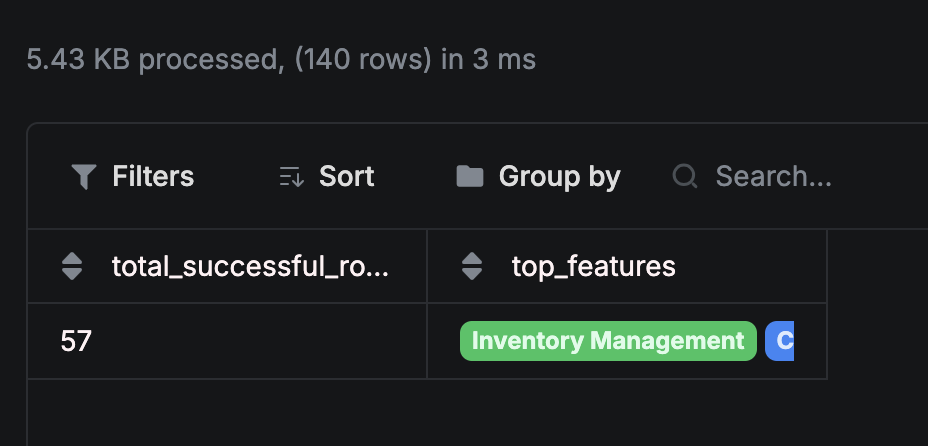 5.43 KB processed, (140 rows) in 3 ms
Filters Sort Group by Search...
total_successful_ro... top_features
57 Inventory Management C